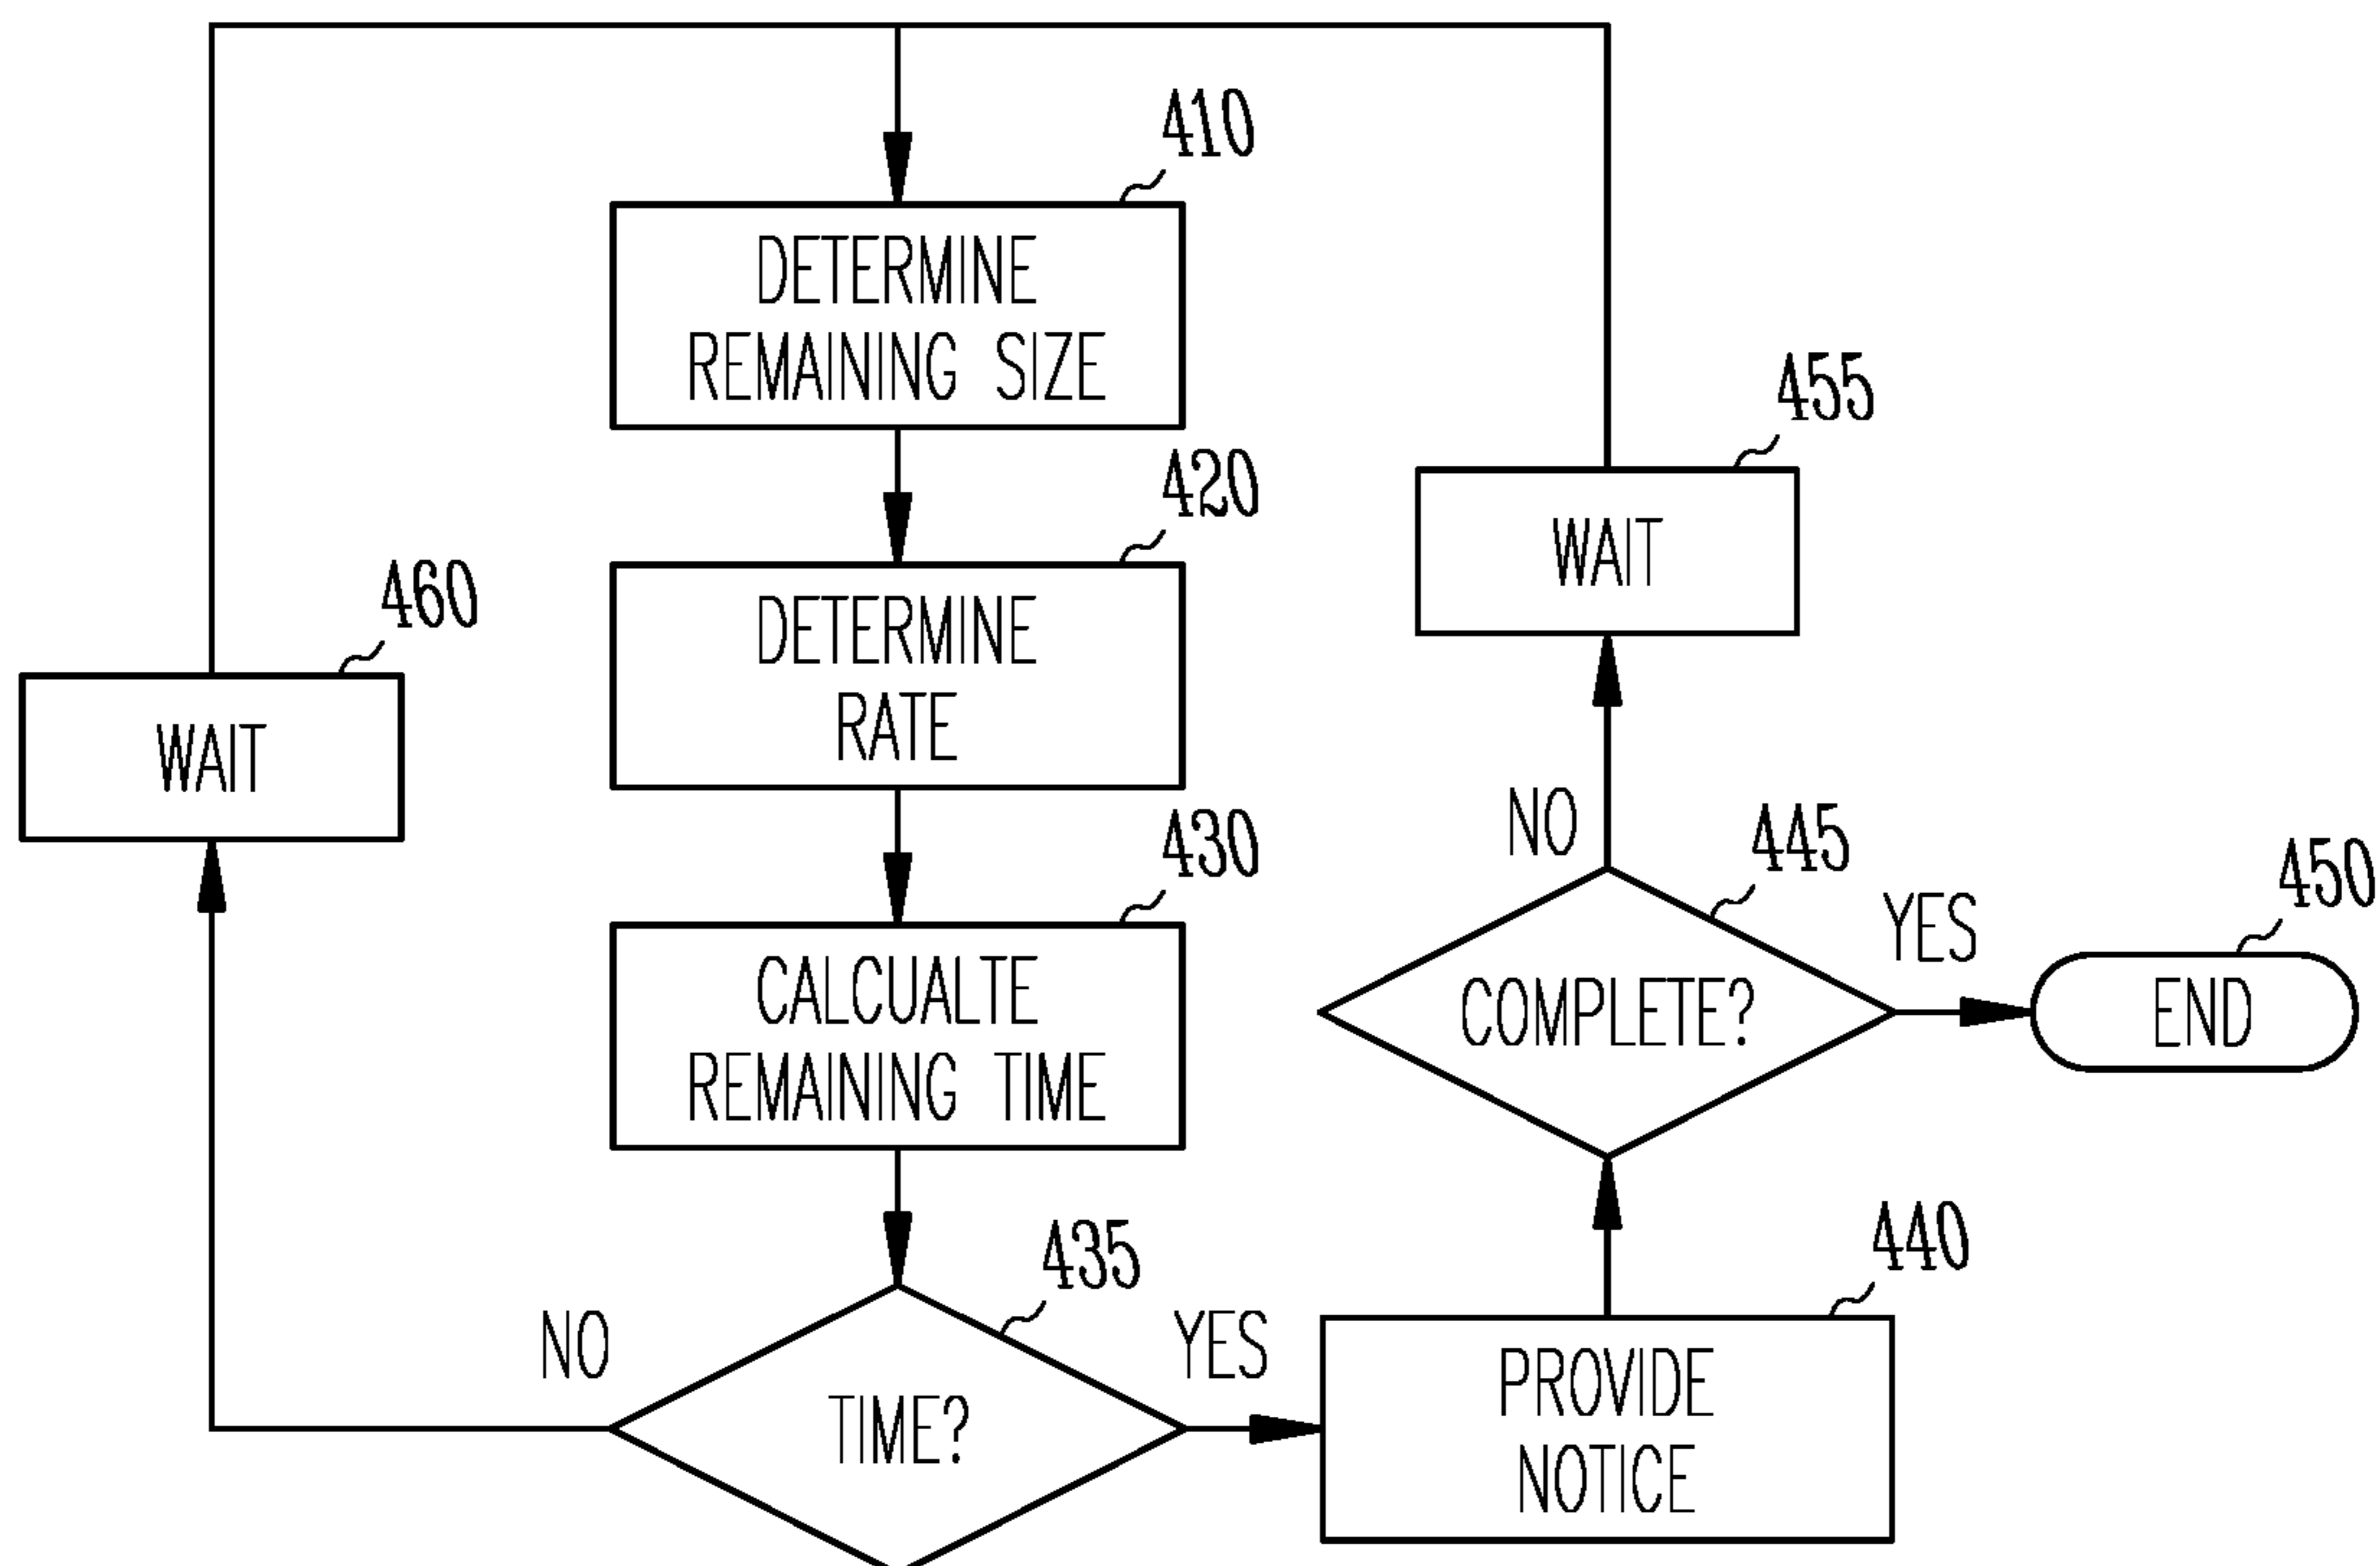 410
DETERMINE
REMAINING SIZE
420
DETERMINE
RATE
430
CALCUALTE
REMAINING TIME
435
TIME?
NO
YES
460
WAIT
440
PROVIDE
NOTICE
445
COMPLETE?
NO
YES
455
WAIT
450
END